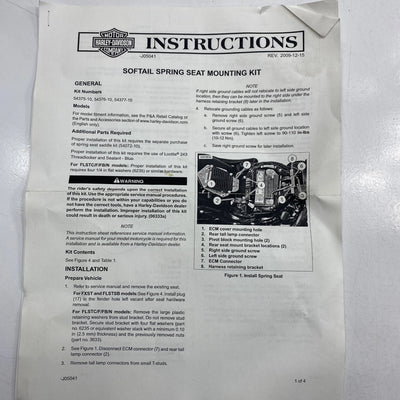 MOTOR
HARLEY-DAVIDSON
COMPANY
INSTRUCTIONS
-J05041
REV. 2006-12-15
SOFTAIL SPRING SEAT MOUNTING KIT
GENERAL
Kit Numbers
54375-10, 54376-10, 54377-10
Models
For model fitment information, see the P&A Retail Catalog or
the Parts and Accessories section of www.harley-davidson.com
(English only).
Additional Parts Required
Proper installation of this kit requires the separate purchase
of spring seat saddle kit (54072-10).
Proper installation of this kit requires the use of Loctite® 243
Threadlocker and Sealant - Blue.
For FLSTC/F/FBMN models: Proper installation of this kit
requires four 1/4 in flat washers (6235) or similar hardware.
WARNING
The rider's safety depends upon the correct installation
of this kit. Use the appropriate service manual procedures.
If the procedure is not within your capabilities or you do
not have the correct tools, have a Harley-Davidson dealer
perform the installation. Improper installation of this kit
could result in death or serious injury. (00333a)
NOTE
This instruction sheet references service manual information.
A service manual for your model motorcycle is required for this
installation and is available from a Harley-Davidson dealer.
Kit Contents
See Figure 4 and Table 1.
INSTALLATION
Prepare Vehicle
1. Refer to service manual and remove the existing seat.
For FXST and FLSTSB models: See Figure 4. Install plug
(17) in the fender hole left vacant after seat hardware
removal.
For FLSTC/F/FBMN models: Remove the large plastic
retaining washers from stud bracket. Do not remove stud
bracket. Secure stud bracket with four flat washers (part
no. 6235 or equivalent washer stack with a minimum 0.10
in (2.5 mm) thickness) and the previously removed nuts
(part no. 3633).
2. See Figure 1. Disconnect ECM connector (7) and tail lamp
connector (2).
3. Remove tail lamp connectors from small T-studs.
NOTE
If right side ground cables will not relocate to left side ground
location, then they can be mounted to the right side under the
harness retaining bracket (8) later in the installation.
4. Relocate grounding cables as follows:
a. Remove right side ground screw (5) and left side
ground screw (6).
b. Secure all ground cables to left side ground location
with screw (6). Tighten left screw to 90-133 in-lbs
(10-12 Nm).
c. Save right ground screw for later installation.
1. ECM cover mounting hole
2. Rear tail lamp connector
3. Pivot block mounting hole (2)
4. Rear seat mount bracket locations (2)
5. Right side ground screw
6. Left side ground screw
7. ECM Connector
8. Harness retaining bracket
Figure 1. Install Spring Seat
-J05041
1 of 4